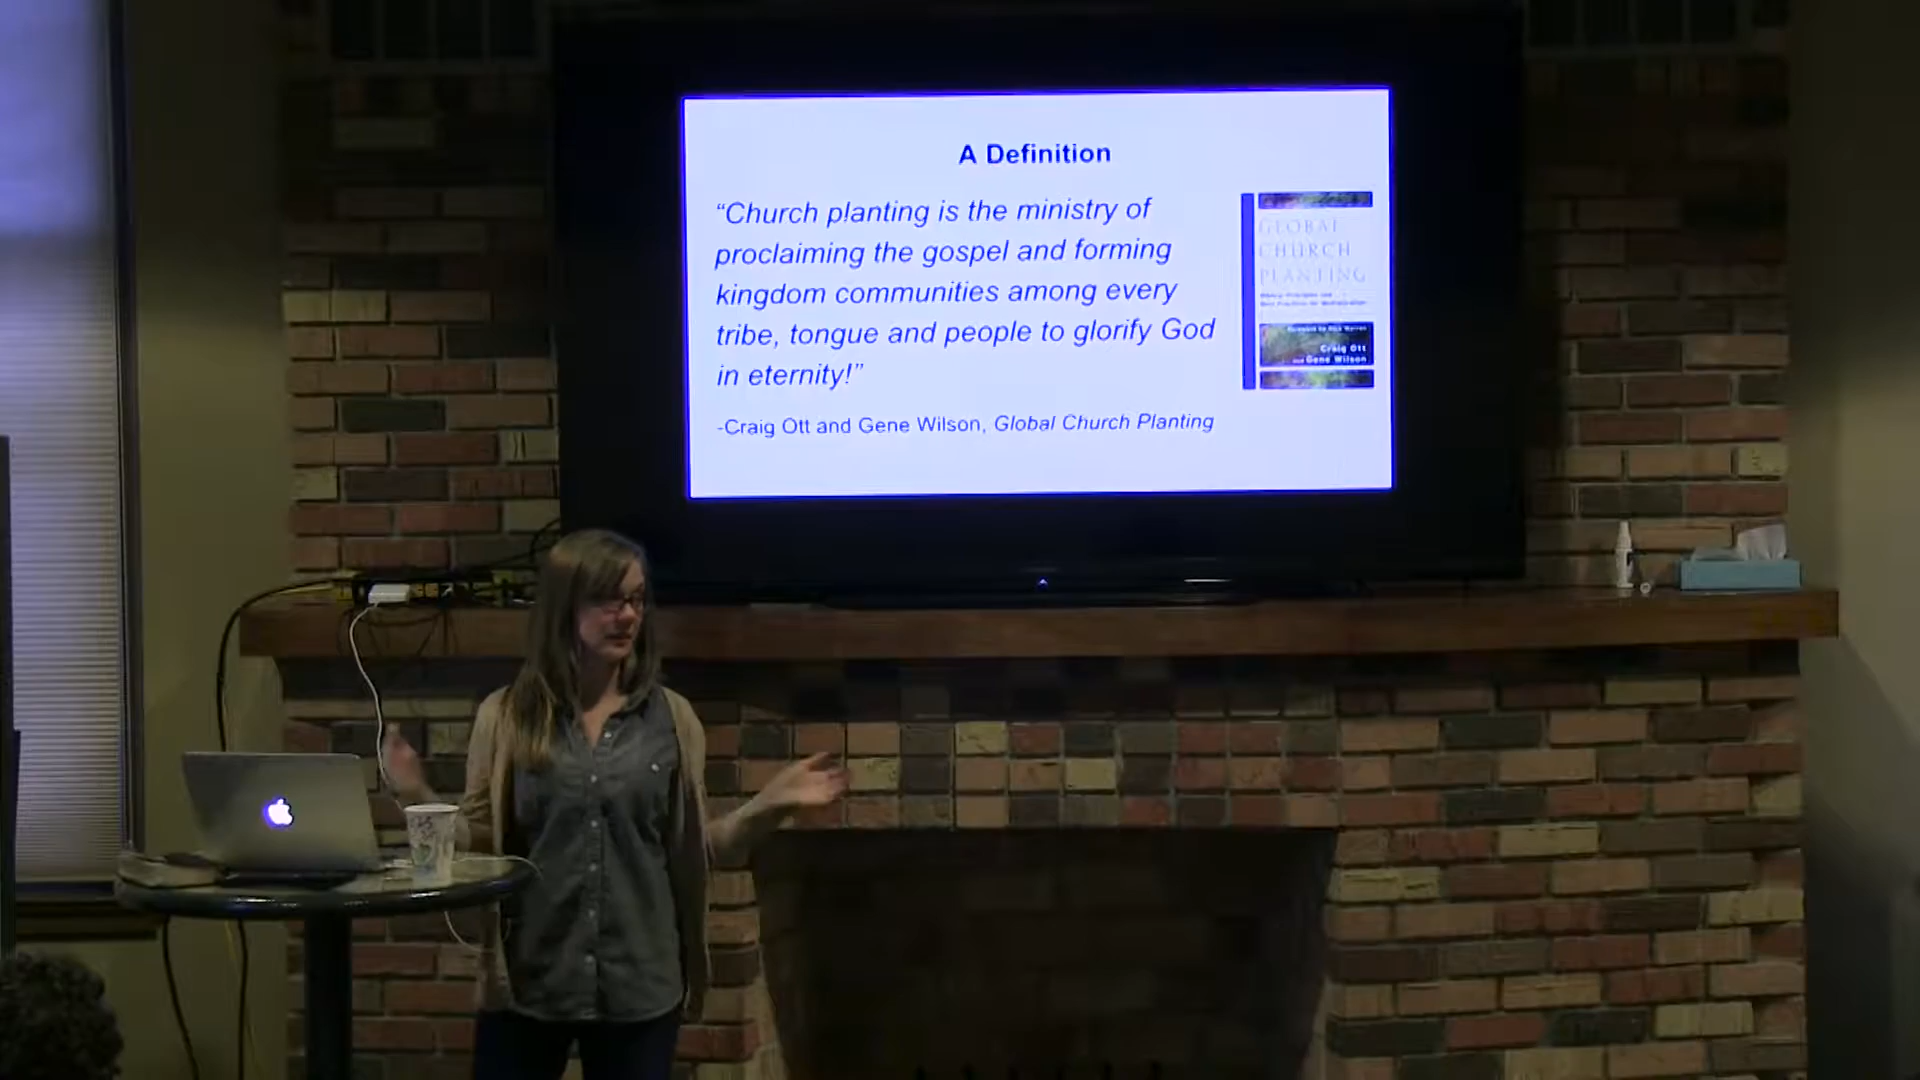 A Definition
“Church planting is the ministry of
proclaiming the gospel and forming
kingdom communities among every
tribe, tongue and people to glorify God
in eternity!”
-Craig Ott and Gene Wilson, Global Church Planting
GLOBAL
CHURCH
PLANTING
Craig Ott
and Gene Wilson